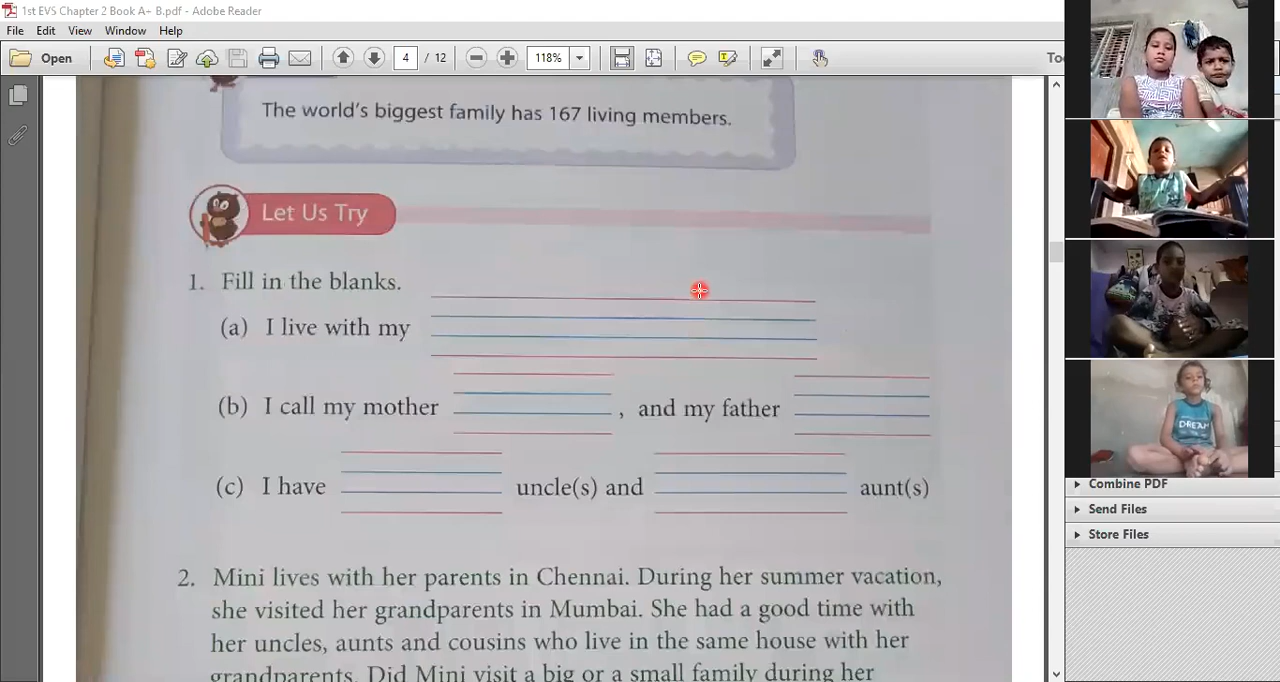 1st EVS Chapter 2 Book A+ B.pdf - Adobe Reader
File Edit View Window Help
Open 4 / 12 118%
The world's biggest family has 167 living members.
Let Us Try
1. Fill in the blanks.
(a) I live with my
(b) I call my mother , and my father
(c) I have uncle(s) and aunt(s)
2. Mini lives with her parents in Chennai. During her summer vacation,
she visited her grandparents in Mumbai. She had a good time with
her uncles, aunts and cousins who live in the same house with her
grandparents. Did Mini visit a big or a small family during her
DREAM
Combine PDF
Send Files
Store Files